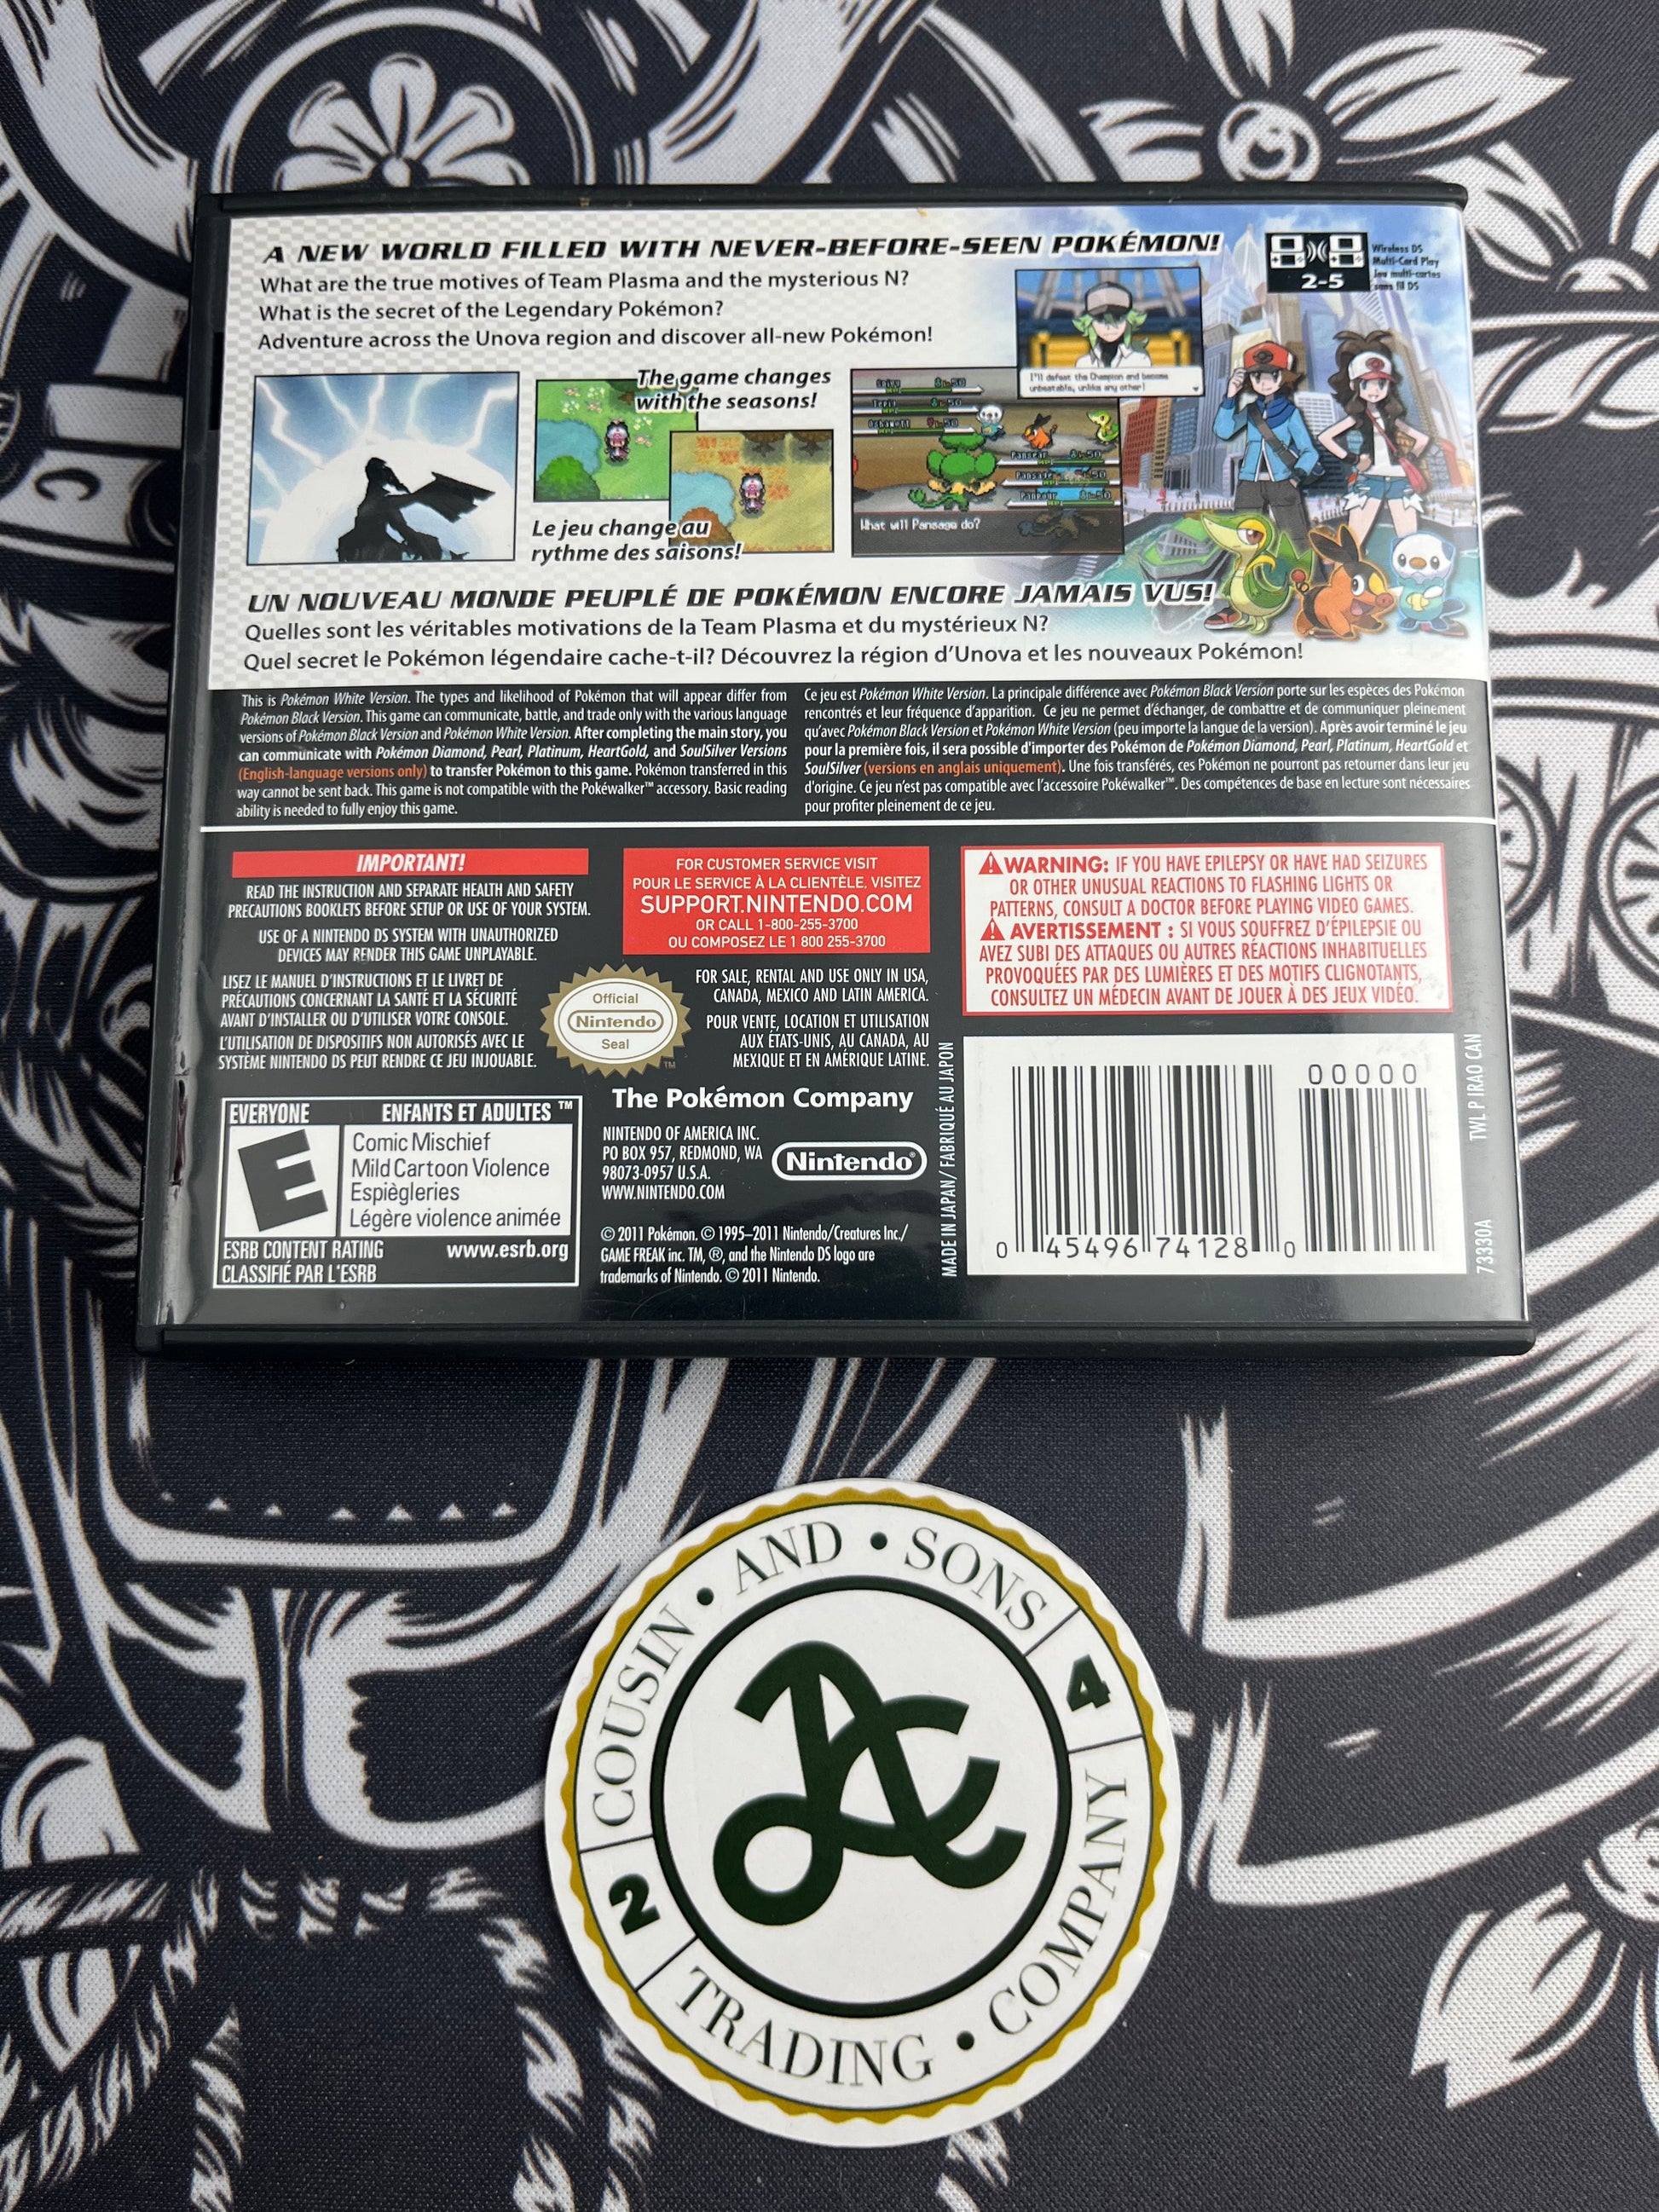 A NEW WORLD FILLED WITH NEVER-BEFORE-SEEN POKÉMON!
What are the true motives of Team Plasma and the mysterious N?
What is the secret of the Legendary Pokémon?
Adventure across the Unova region and discover all-new Pokémon!
2-5
Wireless DS
Multi-Card Play
Jeu multi-cartes
sans fil DS
I'll defeat the Champion and become
unbeatable, unlike any other!
The game changes
with the seasons!
Le jeu change au
rythme des saisons!
What will Pansage do?
UN NOUVEAU MONDE PEUPLÉ DE POKÉMON ENCORE JAMAIS VUS!
Quelles sont les véritables motivations de la Team Plasma et du mystérieux N?
Quel secret le Pokémon légendaire cache-t-il? Découvrez la région d'Unova et les nouveaux Pokémon!
This is Pokémon White Version. The types and likelihood of Pokémon that will appear differ from
Pokémon Black Version. This game can communicate, battle, and trade only with the various language
versions of Pokémon Black Version and Pokémon White Version. After completing the main story, you
can communicate with Pokémon Diamond, Pearl, Platinum, HeartGold, and SoulSilver Versions
(English-language versions only) to transfer Pokémon to this game. Pokémon transferred in this
way cannot be sent back. This game is not compatible with the Pokéwalker™ accessory. Basic reading
ability is needed to fully enjoy this game.
Ce jeu est Pokémon White Version. La principale différence avec Pokémon Black Version porte sur les espèces des Pokémon
rencontrés et leur fréquence d'apparition. Ce jeu ne permet d'échanger, de combattre et de communiquer pleinement
qu'avec Pokémon Black Version et Pokémon White Version (peu importe la langue de la version). Après avoir terminé le jeu
pour la première fois, il sera possible d'importer des Pokémon de Pokémon Diamond, Pearl, Platinum, HeartGold et
SoulSilver (versions en anglais uniquement). Une fois transférés, ces Pokémon ne pourront pas retourner dans leur jeu
d'origine. Ce jeu n'est pas compatible avec l'accessoire Pokéwalker™. Des compétences de base en lecture sont nécessaires
pour profiter pleinement de ce jeu.
IMPORTANT!
READ THE INSTRUCTION AND SEPARATE HEALTH AND SAFETY
PRECAUTIONS BOOKLETS BEFORE SETUP OR USE OF YOUR SYSTEM.
USE OF A NINTENDO DS SYSTEM WITH UNAUTHORIZED
DEVICES MAY RENDER THIS GAME UNPLAYABLE.
LISEZ LE MANUEL D'INSTRUCTIONS ET LE LIVRET DE
PRÉCAUTIONS CONCERNANT LA SANTÉ ET LA SÉCURITÉ
AVANT D'INSTALLER OU D'UTILISER VOTRE CONSOLE.
L'UTILISATION DE DISPOSITIFS NON AUTORISÉS AVEC LE
SYSTÈME NINTENDO DS PEUT RENDRE CE JEU INJOUABLE.
FOR CUSTOMER SERVICE VISIT
POUR LE SERVICE À LA CLIENTÈLE, VISITEZ
SUPPORT.NINTENDO.COM
OR CALL 1-800-255-3700
OU COMPOSEZ LE 1 800 255-3700
Official
Nintendo
Seal
TM
FOR SALE, RENTAL AND USE ONLY IN USA,
CANADA, MEXICO AND LATIN AMERICA.
POUR VENTE, LOCATION ET UTILISATION
AUX ÉTATS-UNIS, AU CANADA, AU
MEXIQUE ET EN AMÉRIQUE LATINE.
⚠WARNING: IF YOU HAVE EPILEPSY OR HAVE HAD SEIZURES
OR OTHER UNUSUAL REACTIONS TO FLASHING LIGHTS OR
PATTERNS, CONSULT A DOCTOR BEFORE PLAYING VIDEO GAMES.
⚠ AVERTISSEMENT : SI VOUS SOUFFREZ D'ÉPILEPSIE OU
AVEZ SUBI DES ATTAQUES OU AUTRES RÉACTIONS INHABITUELLES
PROVOQUÉES PAR DES LUMIÈRES ET DES MOTIFS CLIGNOTANTS,
CONSULTEZ UN MÉDECIN AVANT DE JOUER À DES JEUX VIDÉO.
EVERYONE ENFANTS ET ADULTES ™
E
Comic Mischief
Mild Cartoon Violence
Espiègleries
Légère violence animée
ESRB CONTENT RATING www.esrb.org
CLASSIFIÉ PAR L'ESRB
The Pokémon Company
NINTENDO OF AMERICA INC.
PO BOX 957, REDMOND, WA
98073-0957 U.S.A.
WWW.NINTENDO.COM
Nintendo®
© 2011 Pokémon. © 1995–2011 Nintendo/Creatures Inc./
GAME FREAK inc. TM, ®, and the Nintendo DS logo are
trademarks of Nintendo. © 2011 Nintendo.
MADE IN JAPAN/ FABRIQUÉ AU JAPON
00000
0 45496 74128 0
TWL P IRAO CAN
73330A
COUSIN • AND • SONS
4
2
TRADING • COMPANY